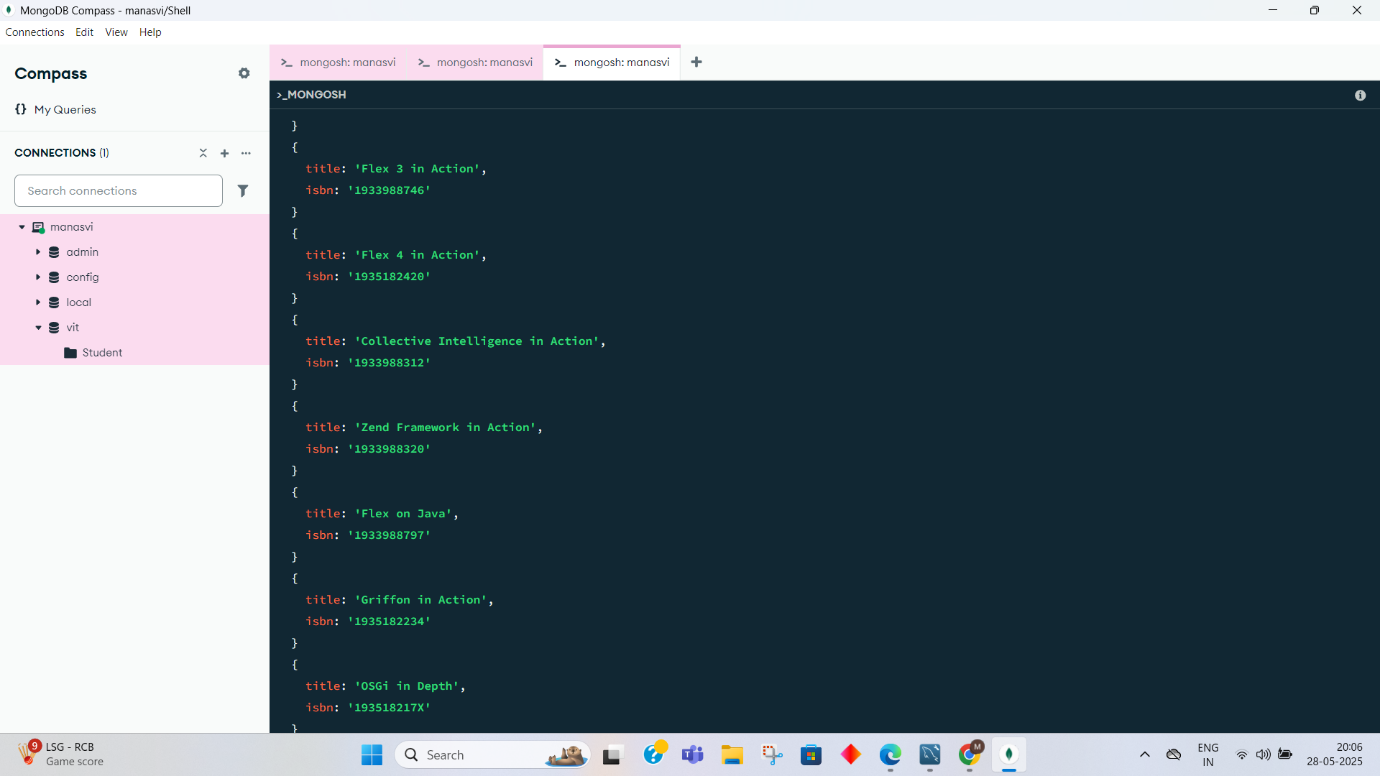 MongoDB Compass - manasvi/Shell
Connections Edit View Help
Compass
{} My Queries
CONNECTIONS (1)
Search connections
manasvi
admin
config
local
vit
Student
>_ mongosh: manasvi
>_ mongosh: manasvi
>_ mongosh: manasvi
>_MONGOSH
}
{
title: 'Flex 3 in Action',
isbn: '1933988746'
}
{
title: 'Flex 4 in Action',
isbn: '1935182420'
}
{
title: 'Collective Intelligence in Action',
isbn: '1933988312'
}
{
title: 'Zend Framework in Action',
isbn: '1933988320'
}
{
title: 'Flex on Java',
isbn: '1933988797'
}
{
title: 'Griffon in Action',
isbn: '1935182234'
}
{
title: 'OSGi in Depth',
isbn: '193518217X'
}
9
LSG - RCB
Game score
Search
M
ENG
IN
20:06
28-05-2025